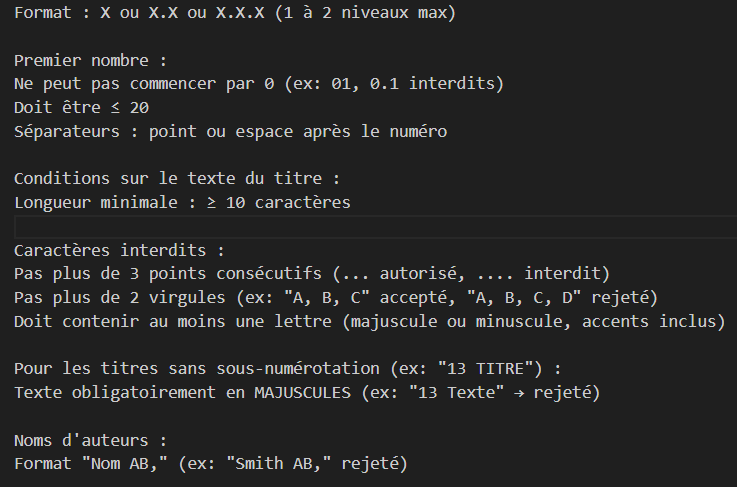 Format : X ou X.X ou X.X.X (1 à 2 niveaux max)
Premier nombre :
Ne peut pas commencer par 0 (ex: 01, 0.1 interdits)
Doit être ≤ 20
Séparateurs : point ou espace après le numéro
Conditions sur le texte du titre :
Longueur minimale : ≥ 10 caractères
Caractères interdits :
Pas plus de 3 points consécutifs (... autorisé, .... interdit)
Pas plus de 2 virgules (ex: "A, B, C" accepté, "A, B, C, D" rejeté)
Doit contenir au moins une lettre (majuscule ou minuscule, accents inclus)
Pour les titres sans sous-numérotation (ex: "13 TITRE") :
Texte obligatoirement en MAJUSCULES (ex: "13 Texte" → rejeté)
Noms d'auteurs :
Format "Nom AB," (ex: "Smith AB," rejeté)